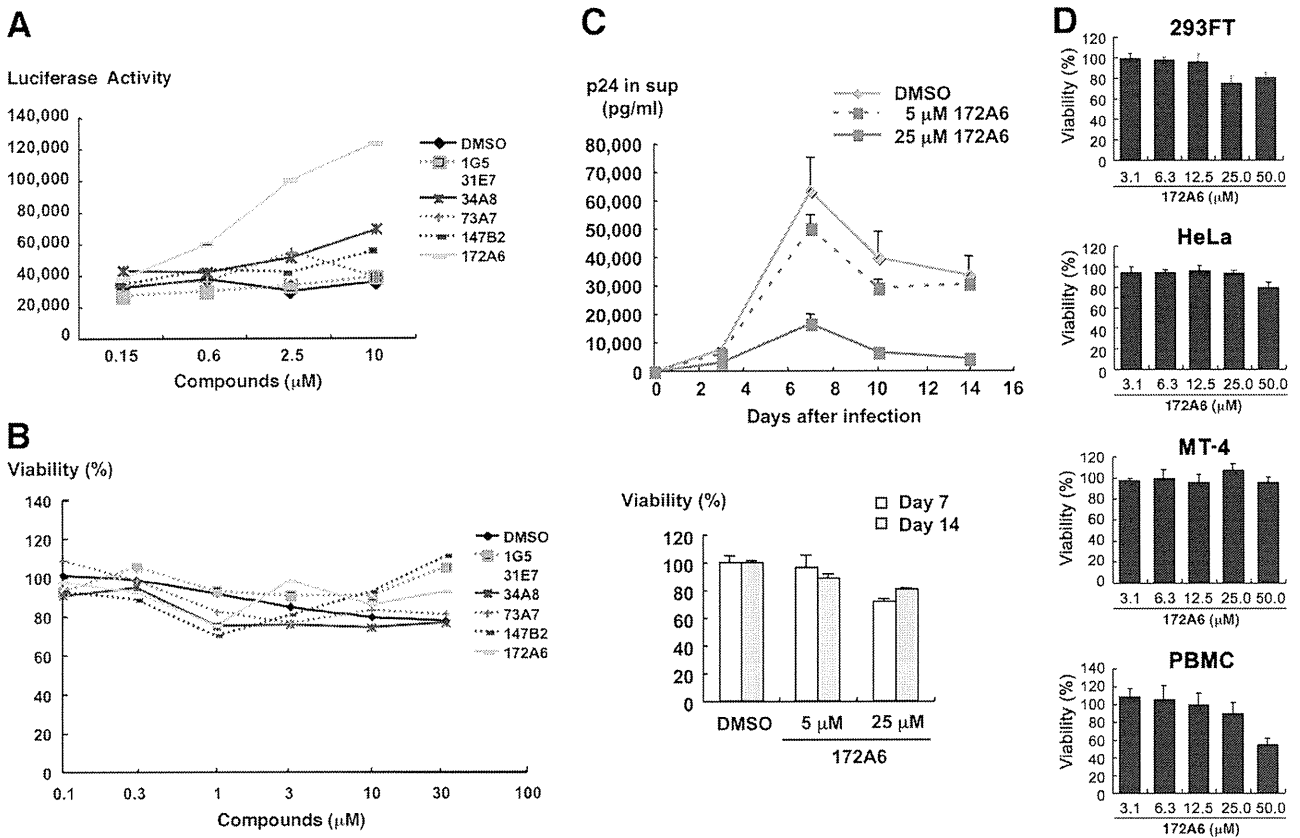 A
Luciferase Activity
140,000
120,000
100,000
80,000
60,000
40,000
20,000
0
0.15 0.6 2.5 10
Compounds (μM)
DMSO
1G5
31E7
34A8
73A7
147B2
172A6
B
Viability (%)
140
120
100
80
60
40
20
0
0.1 0.3 1 3 10 30 100
Compounds (μM)
DMSO
1G5
31E7
34A8
73A7
147B2
172A6
C
p24 in sup
(pg/ml)
DMSO
5 μM 172A6
25 μM 172A6
80,000
70,000
60,000
50,000
40,000
30,000
20,000
10,000
0
0 2 4 6 8 10 12 14 16
Days after infection
Viability (%)
Day 7
Day 14
120
100
80
60
40
20
0
DMSO 5 μM 25 μM
172A6
D
293FT
Viability (%)
120
100
80
60
40
20
0
3.1 6.3 12.5 25.0 50.0
172A6 (μM)
HeLa
Viability (%)
120
100
80
60
40
20
0
3.1 6.3 12.5 25.0 50.0
172A6 (μM)
MT-4
Viability (%)
120
100
80
60
40
20
0
3.1 6.3 12.5 25.0 50.0
172A6 (μM)
PBMC
Viability (%)
140
120
100
80
60
40
20
0
3.1 6.3 12.5 25.0 50.0
172A6 (μM)